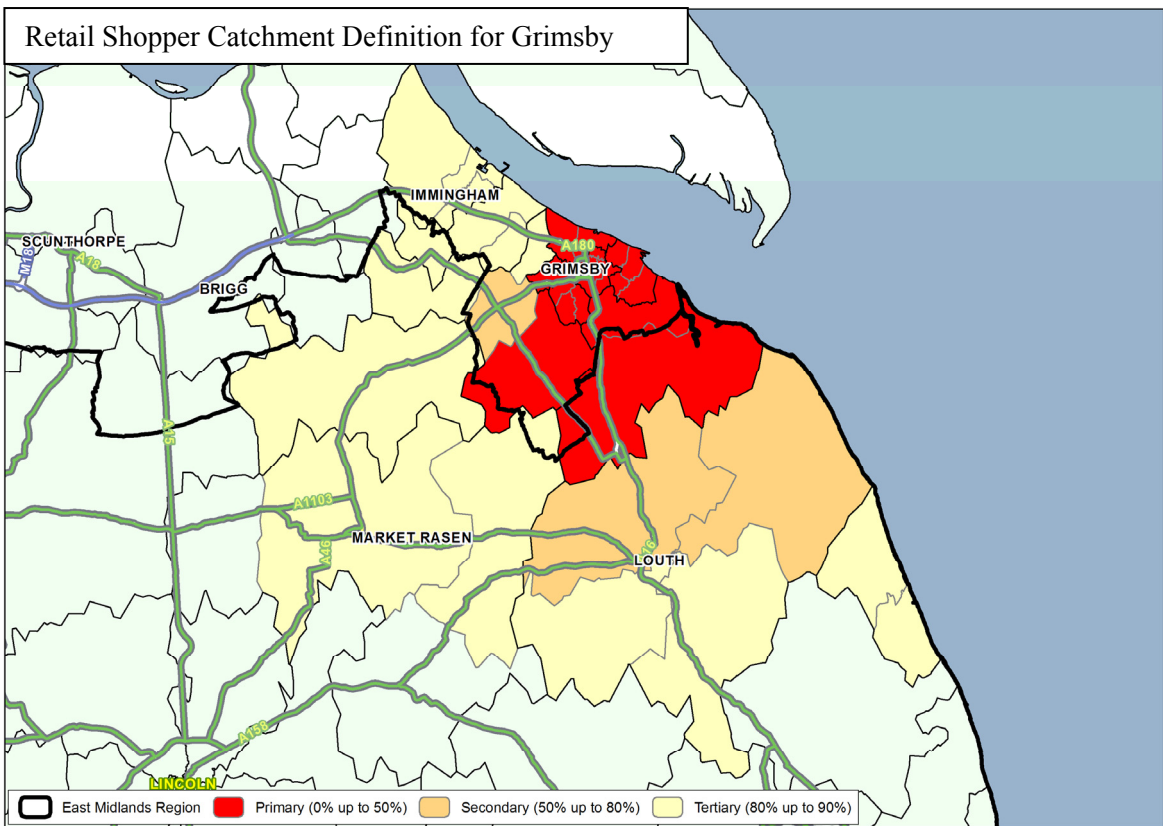 Retail Shopper Catchment Definition for Grimsby
IMMINGHAM
SCUNTHORPE
A180
A18
M18
GRIMSBY
BRIGG
A15
A1103
MARKET RASEN
A46
A16
LOUTH
A158
LINCOLN
East Midlands Region
Primary (0% up to 50%)
Secondary (50% up to 80%)
Tertiary (80% up to 90%)